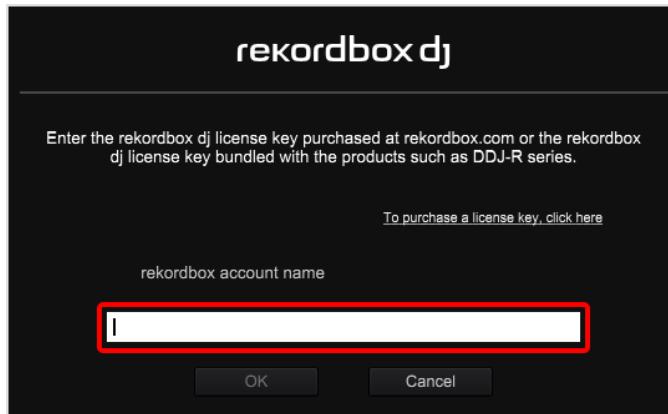 rekordbox dj
Enter the rekordbox dj license key purchased at rekordbox.com or the rekordbox
dj license key bundled with the products such as DDJ-R series.
To purchase a license key, click here
rekordbox account name
OK
Cancel